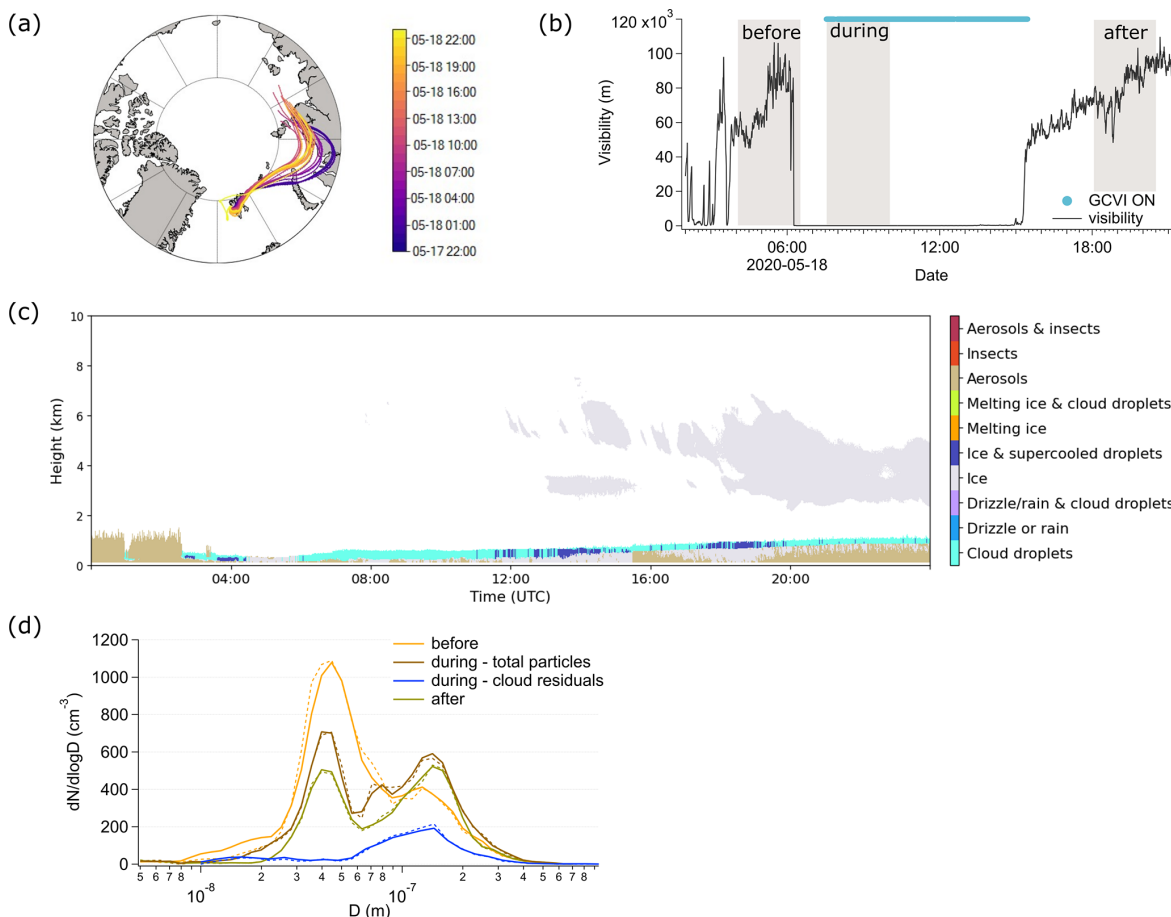 (a)
05-18 22:00
05-18 19:00
05-18 16:00
05-18 13:00
05-18 10:00
05-18 07:00
05-18 04:00
05-18 01:00
05-17 22:00
(b)
120 x10³
100
80
60
40
20
0
Visibility (m)
before
during
after
GCVI ON
visibility
06:00
12:00
18:00
2020-05-18
Date
(c)
10
8
6
4
2
0
Height (km)
04:00
08:00
12:00
16:00
20:00
Time (UTC)
Aerosols & insects
Insects
Aerosols
Melting ice & cloud droplets
Melting ice
Ice & supercooled droplets
Ice
Drizzle/rain & cloud droplets
Drizzle or rain
Cloud droplets
(d)
1200
1000
800
600
400
200
0
dN/dlogD (cm⁻³)
before
during - total particles
during - cloud residuals
after
5 6 7 8 2 3 4 5 6 7 8 2 3 4 5 6 7 8
10⁻⁸ 10⁻⁷
D (m)